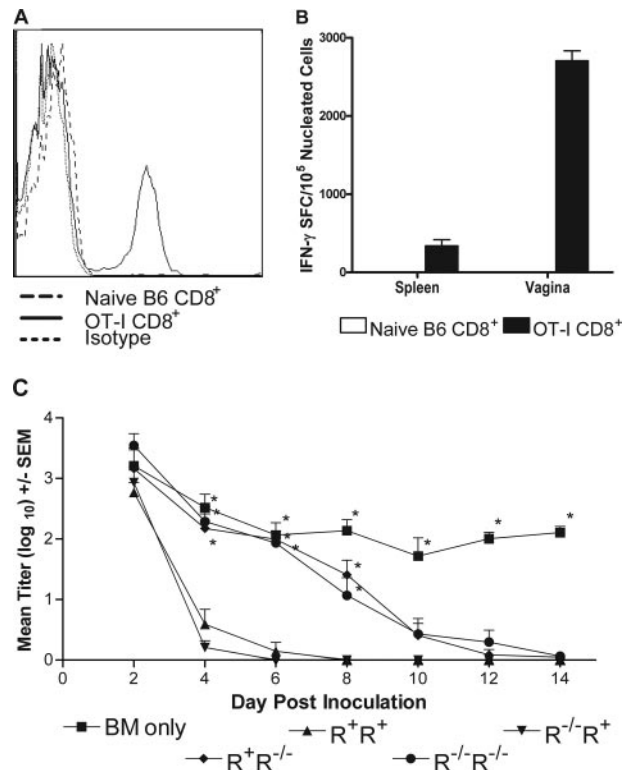 A
Naive B6 CD8+
OT-I CD8+
Isotype
B
IFN-γ SFC/10⁵ Nucleated Cells
3000
2000
1000
0
Spleen
Vagina
Naive B6 CD8+
OT-I CD8+
C
Mean Titer (log 10) +/- SEM
4
3
2
1
0
* * * * * * * * * * * *
0 2 4 6 8 10 12 14
Day Post Inoculation
BM only
R+R+
R-/-R+
R+R-/-
R-/-R-/-